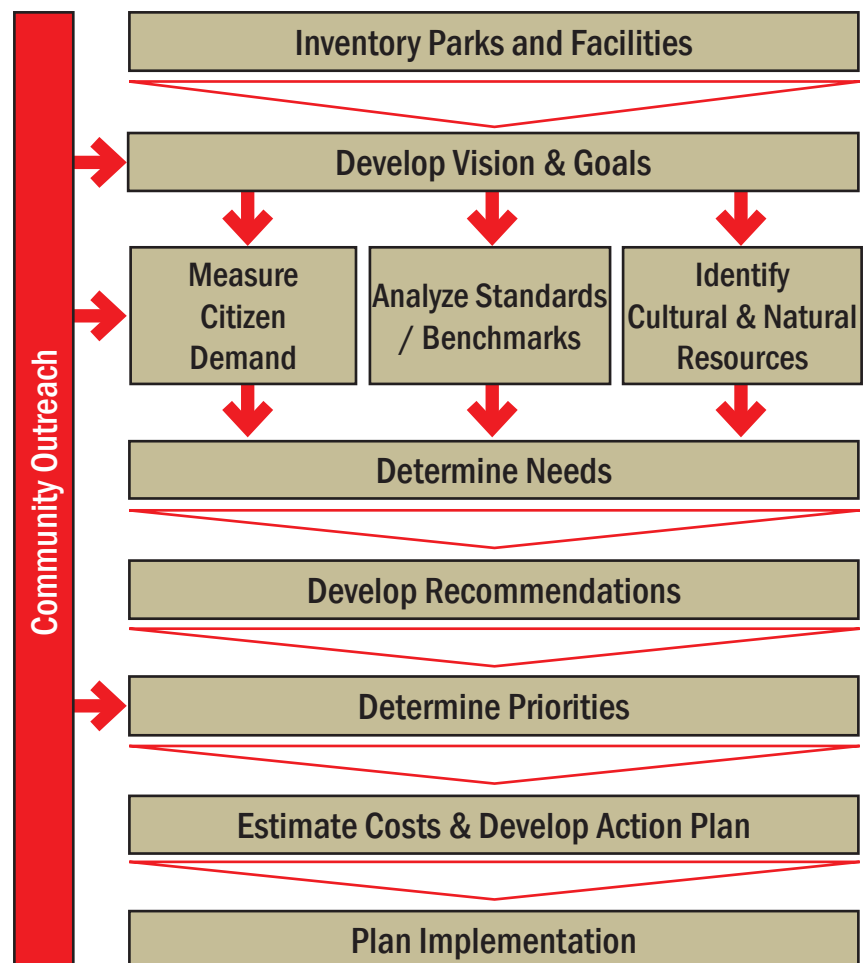 Community Outreach
Inventory Parks and Facilities
Develop Vision & Goals
Measure
Citizen
Demand
Analyze Standards
/ Benchmarks
Identify
Cultural & Natural
Resources
Determine Needs
Develop Recommendations
Determine Priorities
Estimate Costs & Develop Action Plan
Plan Implementation